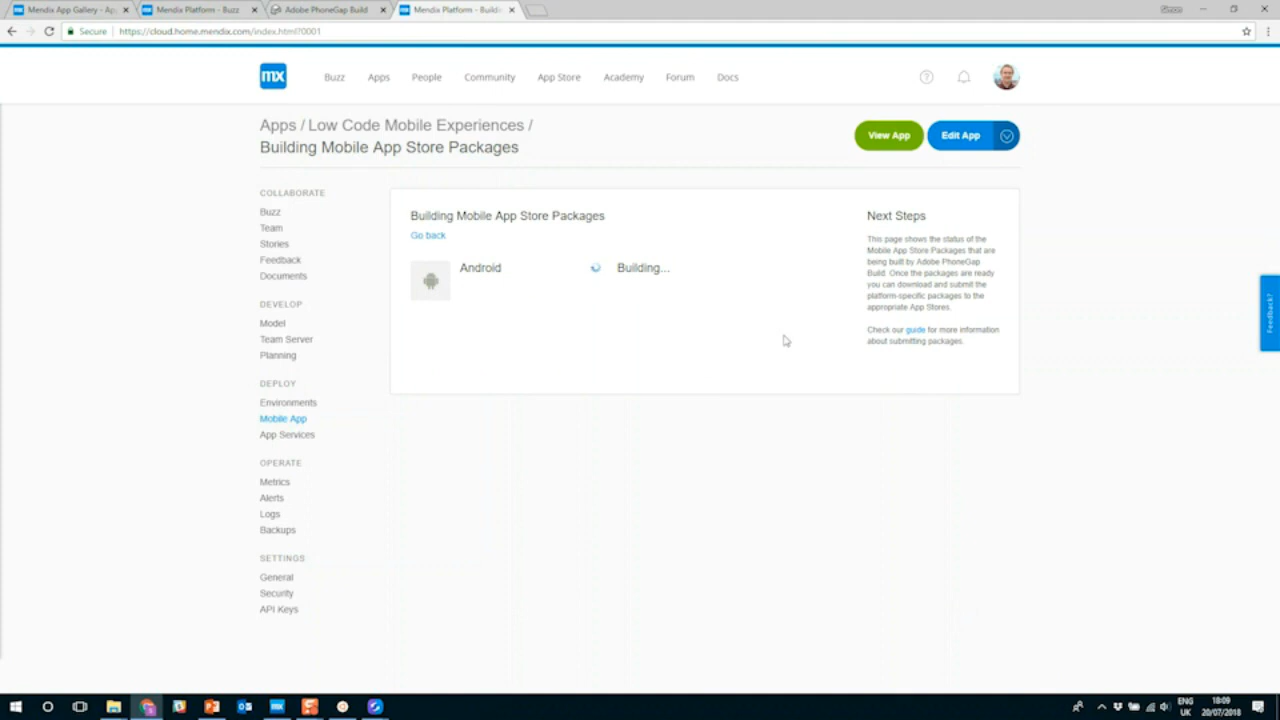 Mendix App Gallery - Ap
Mendix Platform - Buzz
Adobe PhoneGap Build
Mendix Platform - Build
Secure
https://cloud.home.mendix.com/index.html?0001
mx
Buzz
Apps
People
Community
App Store
Academy
Forum
Docs
Apps / Low Code Mobile Experiences /
Building Mobile App Store Packages
View App
Edit App
COLLABORATE
Buzz
Team
Stories
Feedback
Documents
DEVELOP
Model
Team Server
Planning
DEPLOY
Environments
Mobile App
App Services
OPERATE
Metrics
Alerts
Logs
Backups
SETTINGS
General
Security
API Keys
Building Mobile App Store Packages
Go back
Android
Building...
Next Steps
This page shows the status of the
Mobile App Store Packages that are
being built by Adobe PhoneGap
Build. Once the packages are ready
you can download and submit the
platform-specific packages to the
appropriate App Stores.
Check our guide for more information
about submitting packages.
Feedback?
mx
ENG
UK
18:09
20/07/2018